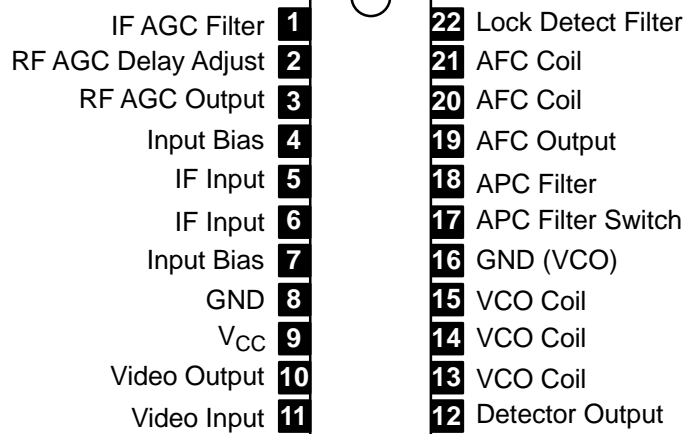 IF AGC Filter 1 22 Lock Detect Filter
RF AGC Delay Adjust 2 21 AFC Coil
RF AGC Output 3 20 AFC Coil
Input Bias 4 19 AFC Output
IF Input 5 18 APC Filter
IF Input 6 17 APC Filter Switch
Input Bias 7 16 GND (VCO)
GND 8 15 VCO Coil
VCC 9 14 VCO Coil
Video Output 10 13 VCO Coil
Video Input 11 12 Detector Output